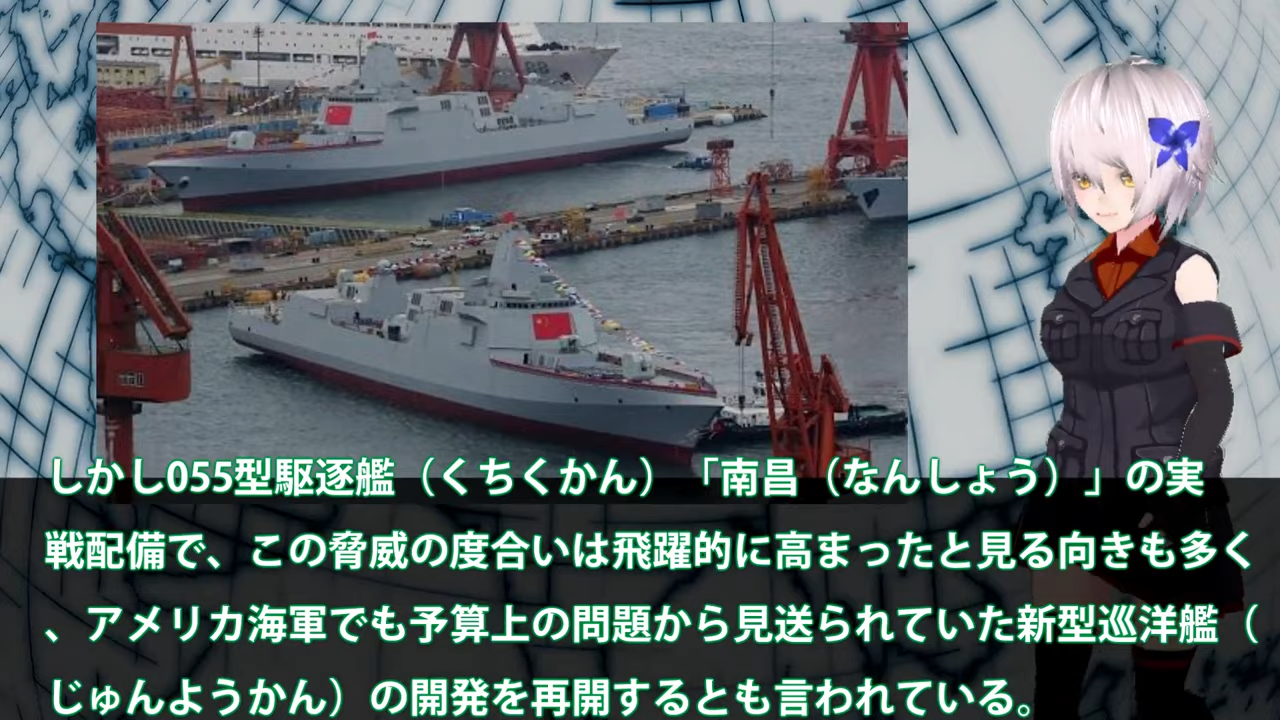 しかし055型駆逐艦（くちくかん）「南昌（なんしょう）」の実
戦配備で、この脅威の度合いは飛躍的に高まったと見る向きも多く
、アメリカ海軍でも予算上の問題から見送られていた新型巡洋艦（
じゅんようかん）の開発を再開するとも言われている。